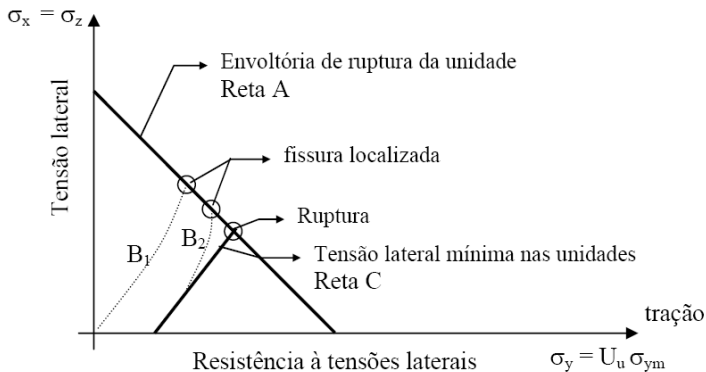 σx = σz
Tensão lateral
Envoltória de ruptura da unidade
Reta A
fissura localizada
Ruptura
B1
B2
Tensão lateral mínima nas unidades
Reta C
tração
Resistência à tensões laterais
σy = Uu σym